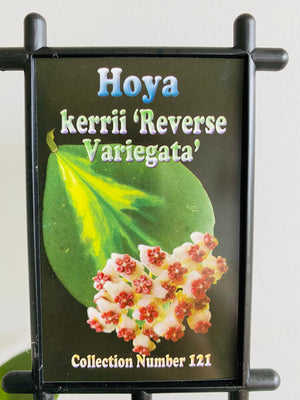 Hoya
kerrii ‘Reverse
Variegata’
Collection Number 121